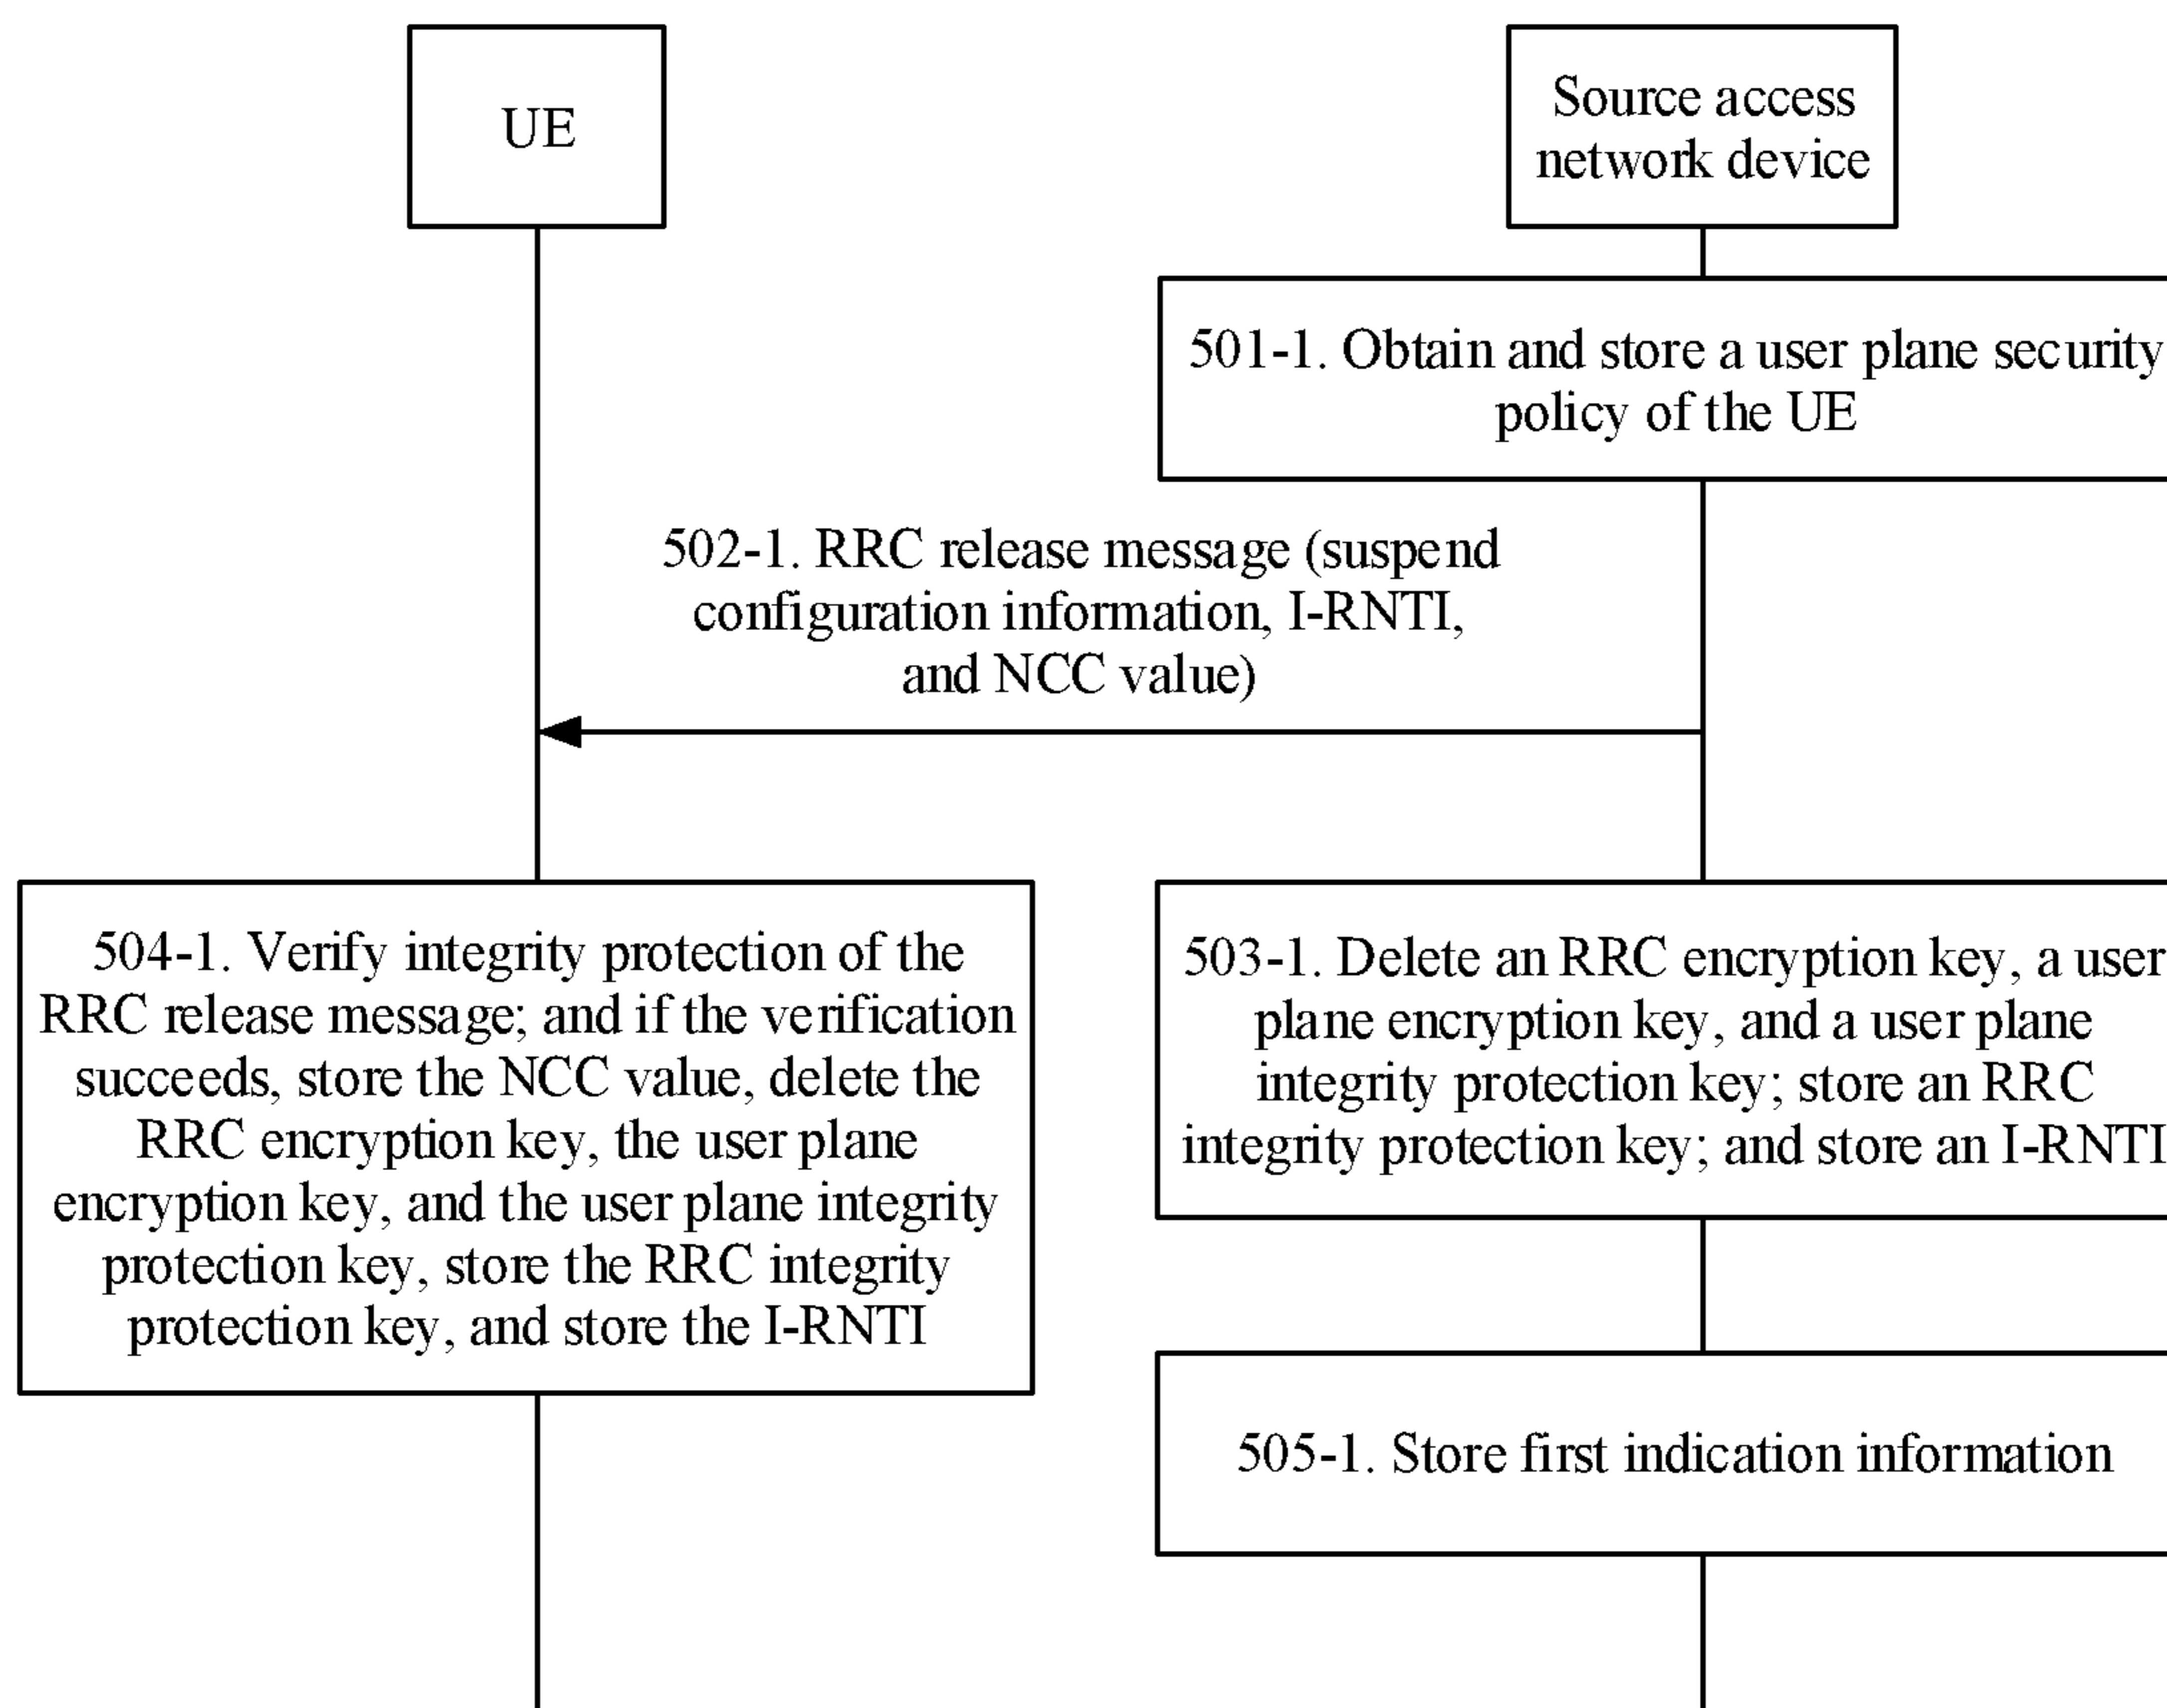 UE
Source access
network device
501-1. Obtain and store a user plane security
policy of the UE
502-1. RRC release message (suspend
configuration information, I-RNTI,
and NCC value)
504-1. Verify integrity protection of the
RRC release message; and if the verification
succeeds, store the NCC value, delete the
RRC encryption key, the user plane
encryption key, and the user plane integrity
protection key, store the RRC integrity
protection key, and store the I-RNTI
503-1. Delete an RRC encryption key, a user
plane encryption key, and a user plane
integrity protection key; store an RRC
integrity protection key; and store an I-RNTI
505-1. Store first indication information